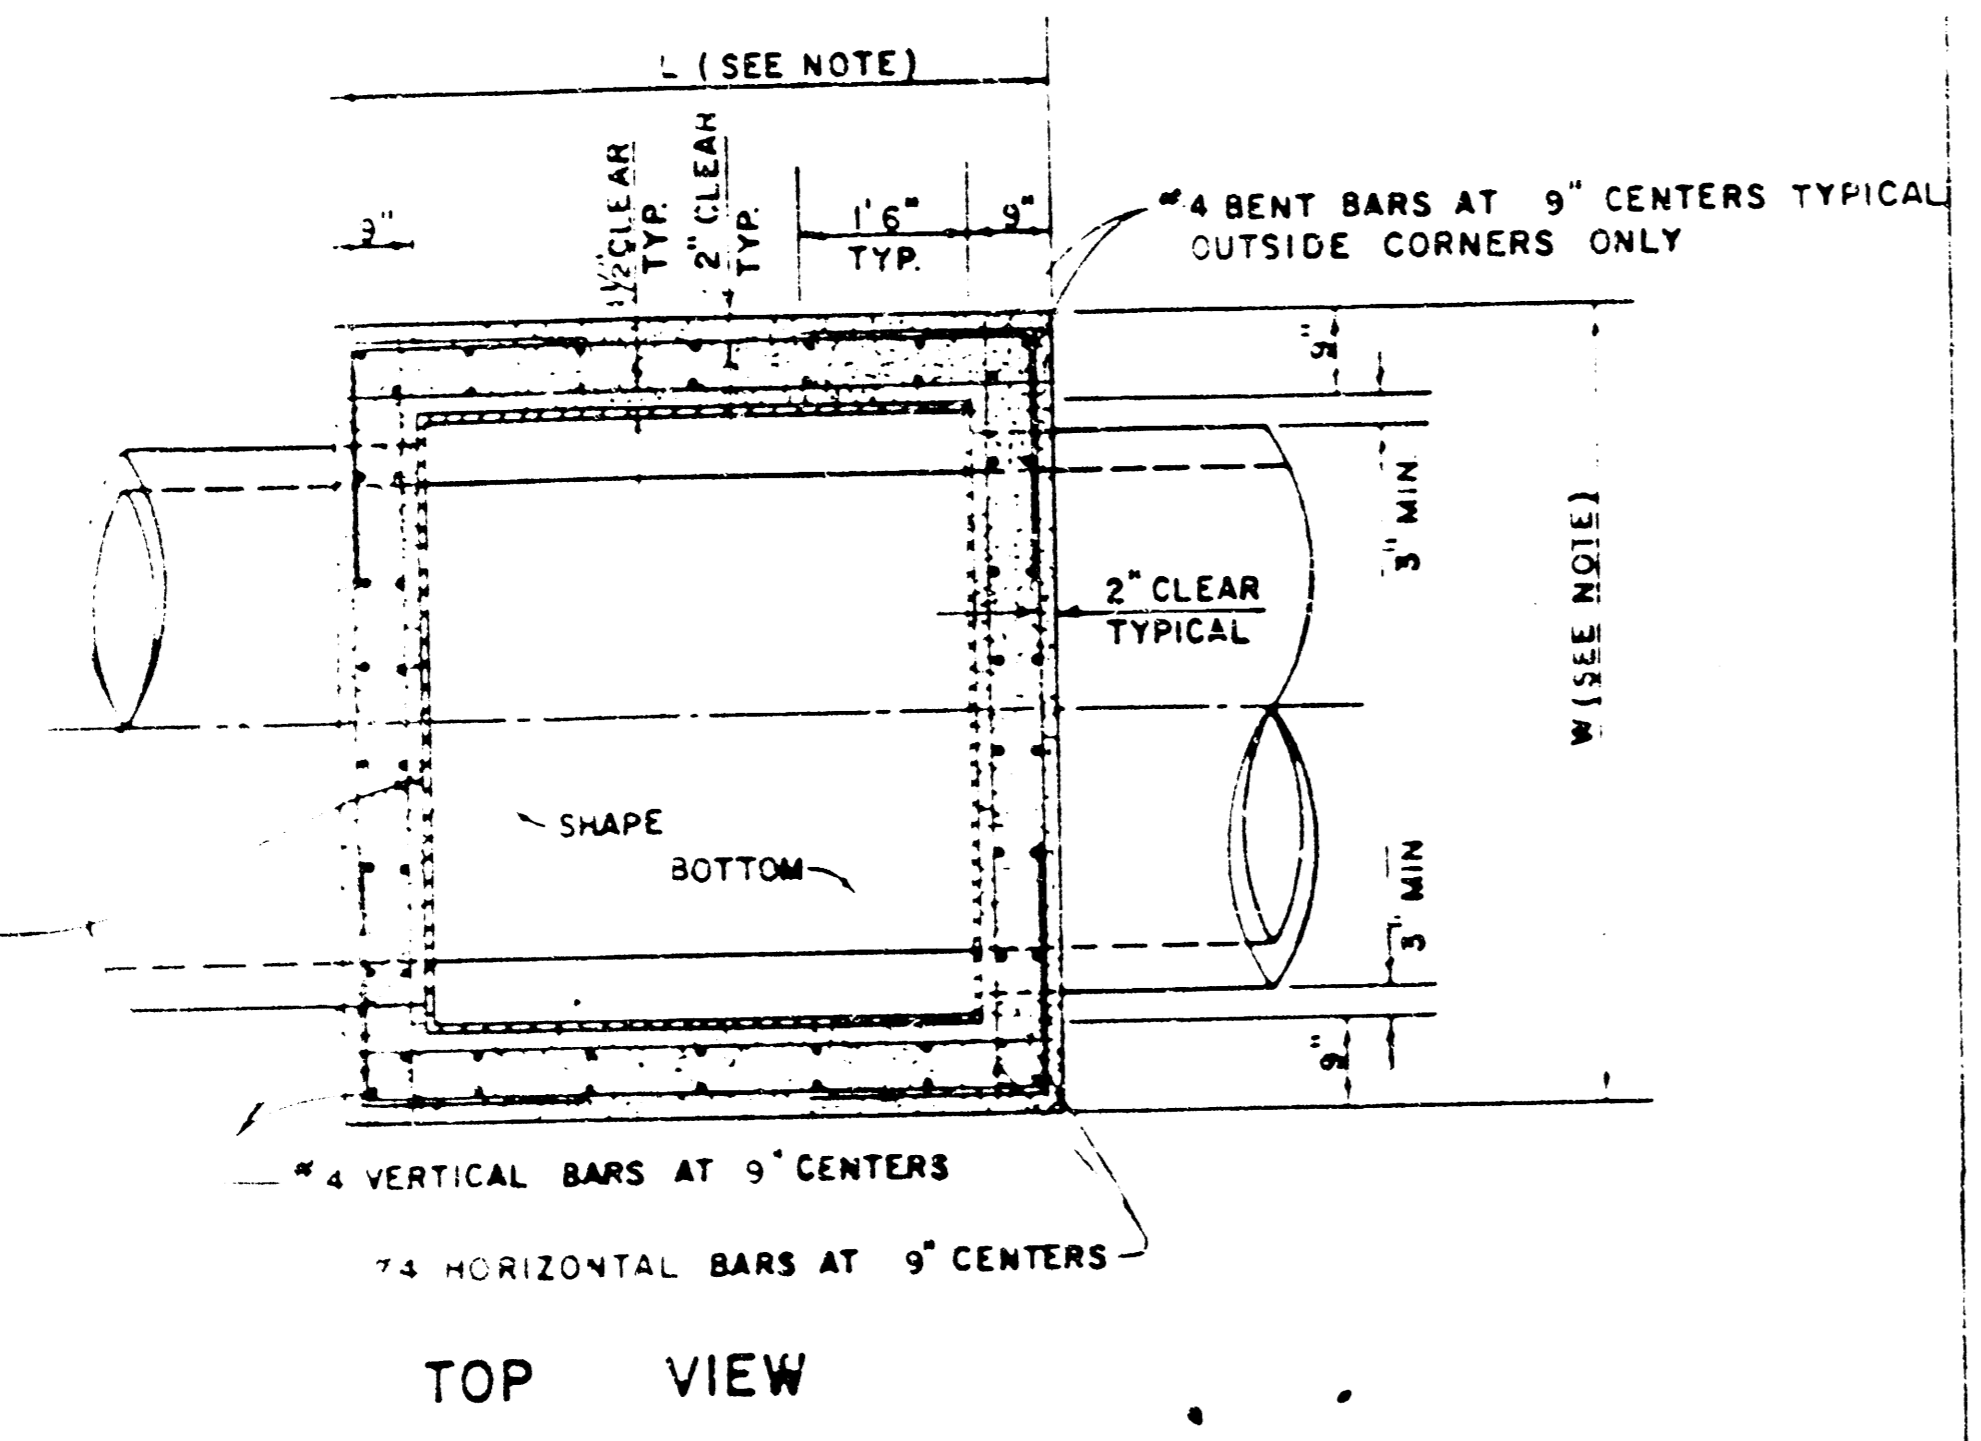 L (SEE NOTE)
9"
1½" CLEAR
TYP.
2" CLEAR
TYP.
1'6"
TYP.
9"
#4 BENT BARS AT 9" CENTERS TYPICAL
OUTSIDE CORNERS ONLY
9"
3" MIN
W (SEE NOTE)
2" CLEAR
TYPICAL
SHAPE
BOTTOM
3" MIN
9"
#4 VERTICAL BARS AT 9" CENTERS
#4 HORIZONTAL BARS AT 9" CENTERS
TOP VIEW